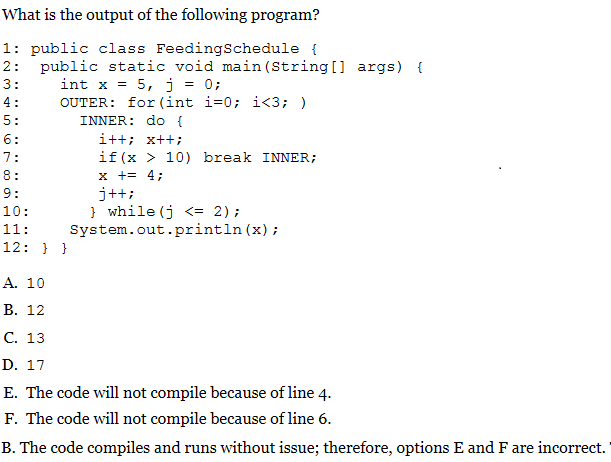 What is the output of the following program?
1: public class FeedingSchedule {
2: public static void main(String[] args) {
3: int x = 5, j = 0;
4: OUTER: for(int i=0; i<3; )
5: INNER: do {
6: i++; x++;
7: if(x > 10) break INNER;
8: x += 4;
9: j++;
10: } while(j <= 2);
11: System.out.println(x);
12: } }
A. 10
B. 12
C. 13
D. 17
E. The code will not compile because of line 4.
F. The code will not compile because of line 6.
B. The code compiles and runs without issue; therefore, options E and F are incorrect.